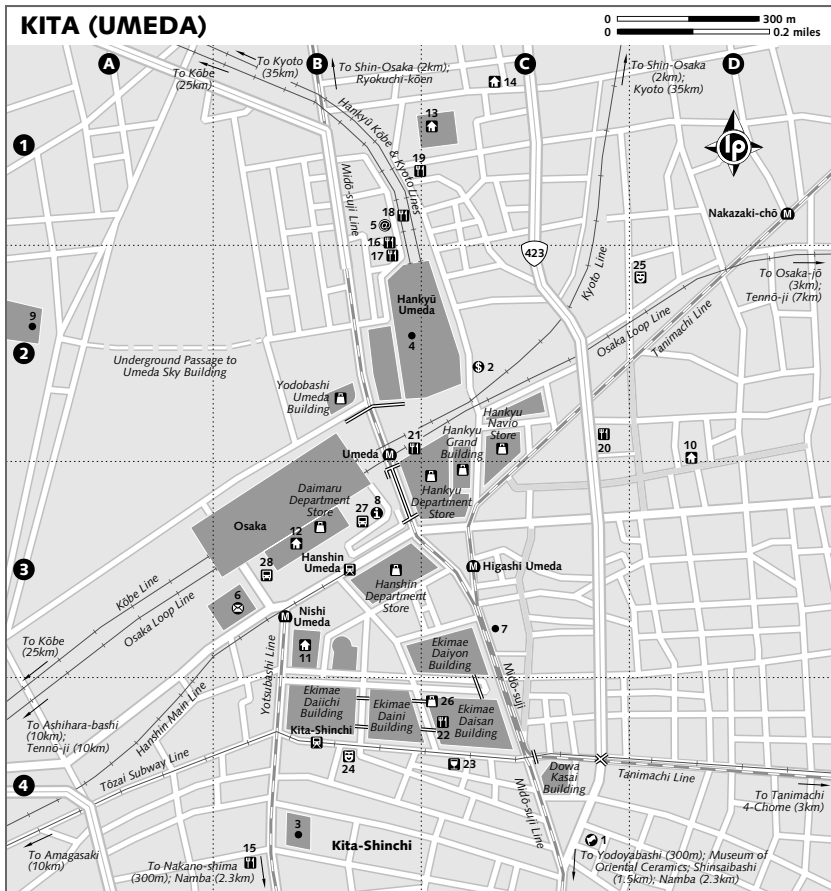 KITA (UMEDA)
0 300 m
0 0.2 miles
A
B
C
D
To Kyoto
(35km)
To Kōbe
(25km)
To Shin-Osaka (2km);
Ryokuchi-kōen
14
To Shin-Osaka
(2km);
Kyoto (35km)
Hankyū Kōbe & Kyoto Lines
13
1
lp
19
Midō-suji Line
Nakazaki-chō
M
18
5 @
16
17
423
Kyoto Line
25
To Osaka-jō
(3km);
Tennō-ji (7km)
Hankyū
Umeda
Osaka Loop Line
Tanimachi Line
9
2
4
Underground Passage to
Umeda Sky Building
$ 2
Yodobashi
Umeda
Building
Hankyu
Navio
Store
Hankyu
Grand
Building
21
20
10
Umeda M
Hankyu
Department
Store
Daimaru
Department
Store
8
27
i
Osaka
12
3
Hanshin
Umeda
M Higashi Umeda
28
Kōbe Line
Hanshin
Department
Store
6
Osaka Loop Line
M Nishi
Umeda
7
To Kōbe
(25km)
11
Ekimae
Daiyon
Building
Midō-suji
Yotsubashi Line
Hanshin Main Line
Ekimae
Daiichi
Building
Ekimae
Daini
Building
26
Ekimae
Daisan
Building
22
To Ashihara-bashi
(10km);
Tennō-ji (10km)
Kita-Shinchi
24
23
Tōzai Subway Line
Dowa
Kasai
Building
Tanimachi Line
4
Midō-suji Line
To Tanimachi
4-Chome (3km)
3
Kita-Shinchi
1
To Amagasaki
(10km)
15
To Nakano-shima
(300m); Namba (2.3km)
To Yodoyabashi (300m); Museum of
Oriental Ceramics; Shinsaibashi
(1.5km); Namba (2.3km)